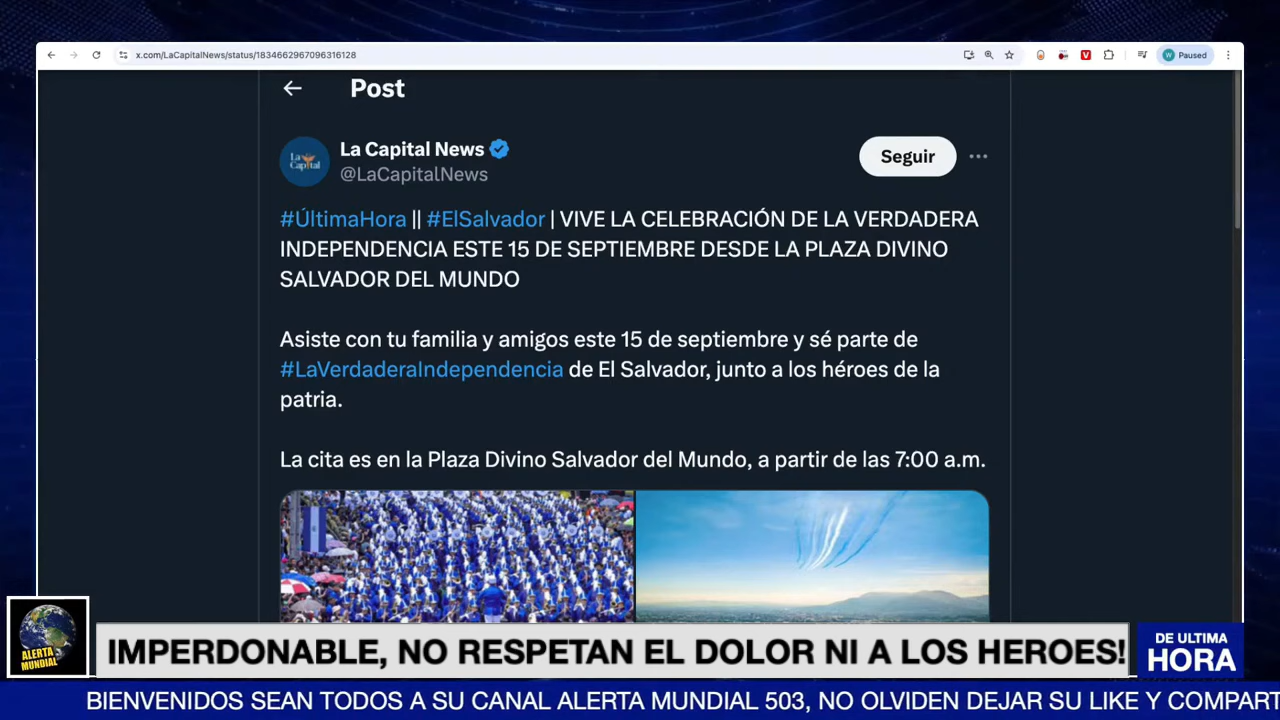 x.com/LaCapitalNews/status/1834662967096316128
W Paused
Post
La Capital
La Capital News
@LaCapitalNews
Seguir
#ÚltimaHora || #ElSalvador | VIVE LA CELEBRACIÓN DE LA VERDADERA
INDEPENDENCIA ESTE 15 DE SEPTIEMBRE DESDE LA PLAZA DIVINO
SALVADOR DEL MUNDO
Asiste con tu familia y amigos este 15 de septiembre y sé parte de
#LaVerdaderaIndependencia de El Salvador, junto a los héroes de la
patria.
La cita es en la Plaza Divino Salvador del Mundo, a partir de las 7:00 a.m.
ALERTA
MUNDIAL
IMPERDONABLE, NO RESPETAN EL DOLOR NI A LOS HEROES!
DE ULTIMA
HORA
BIENVENIDOS SEAN TODOS A SU CANAL ALERTA MUNDIAL 503, NO OLVIDEN DEJAR SU LIKE Y COMPART